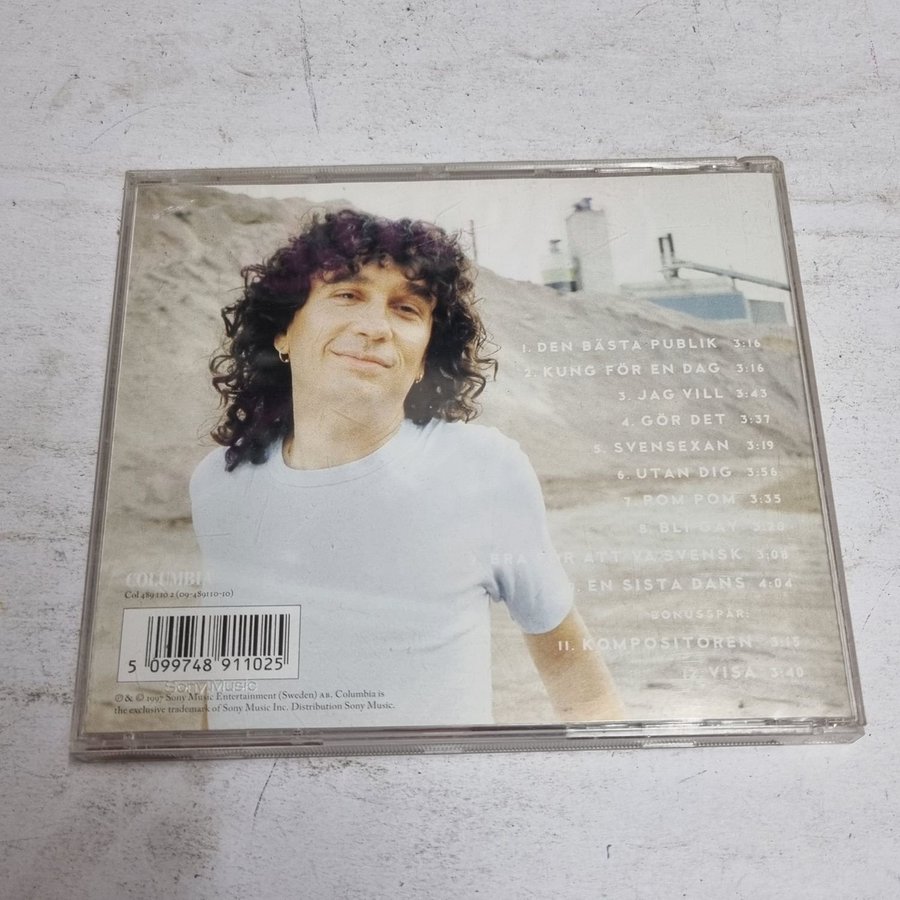 1. DEN BÄSTA PUBLIK 3:16
2. KUNG FÖR EN DAG 3:16
3. JAG VILL 3:43
4. GÖR DET 3:37
5. SVENSEXAN 3:19
6. UTAN DIG 3:56
7. POM POM 3:35
8. BLI GAY 3:28
ATT VA SVENSK 3:08
EN SISTA DANS 4:04
BONUSSPÅR:
11. KOMPOSITÖREN 3:15
12. VISA 3:40
COLUMBIA
Col 489110 2 (09-489110-10)
5 099748 911025
Sony Music
℗ & © 1997 Sony Music Entertainment (Sweden) AB. Columbia is
the exclusive trademark of Sony Music Inc. Distribution Sony Music.